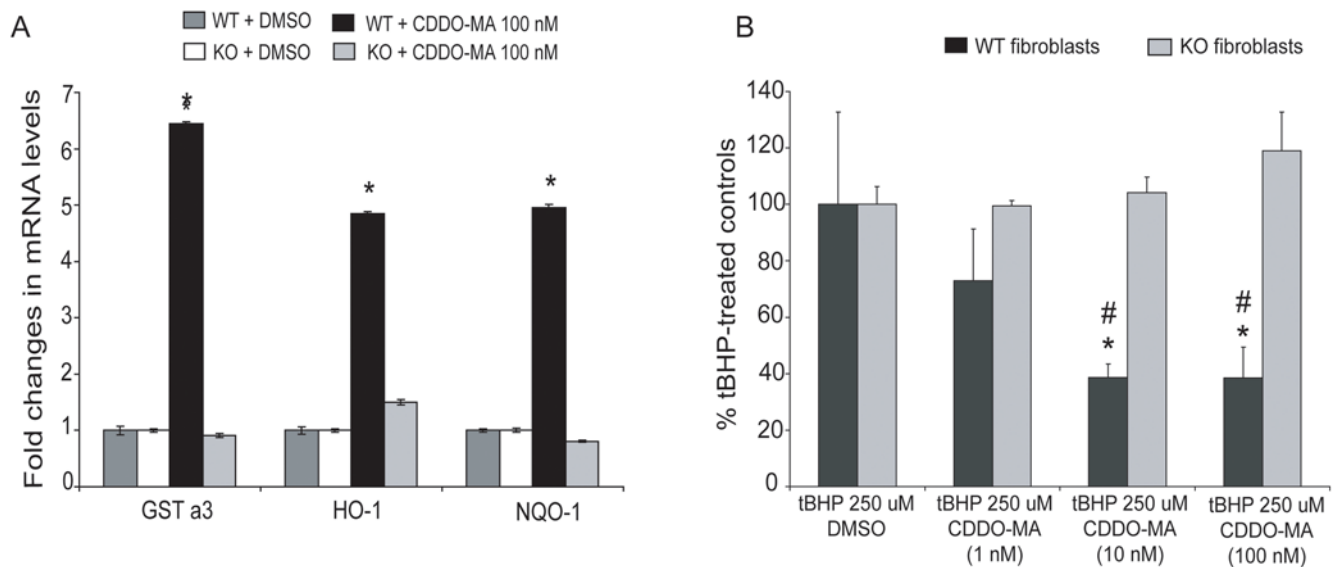 A
WT + DMSO
WT + CDDO-MA 100 nM
KO + DMSO
KO + CDDO-MA 100 nM
Fold changes in mRNA levels
7
6
5
4
3
2
1
0
*
*
*
GST a3
HO-1
NQO-1
B
WT fibroblasts
KO fibroblasts
% tBHP-treated controls
140
120
100
80
60
40
20
0
#
*
#
*
tBHP 250 uM
DMSO
tBHP 250 uM
CDDO-MA
(1 nM)
tBHP 250 uM
CDDO-MA
(10 nM)
tBHP 250 uM
CDDO-MA
(100 nM)